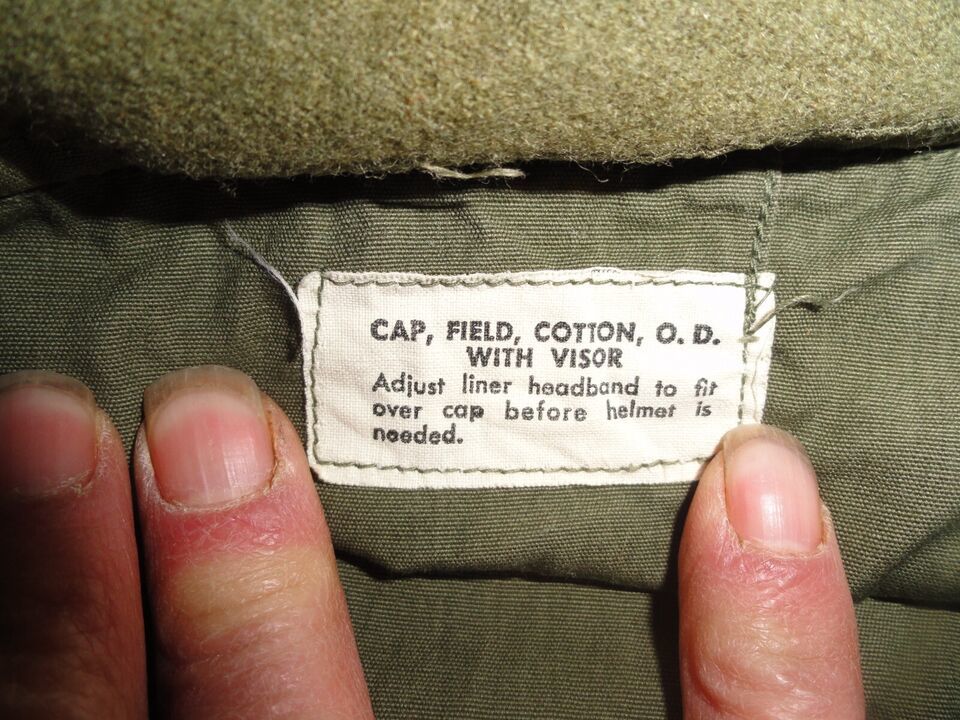 CAP, FIELD, COTTON, O. D.
WITH VISOR
Adjust liner headband to fit
over cap before helmet is
needed.